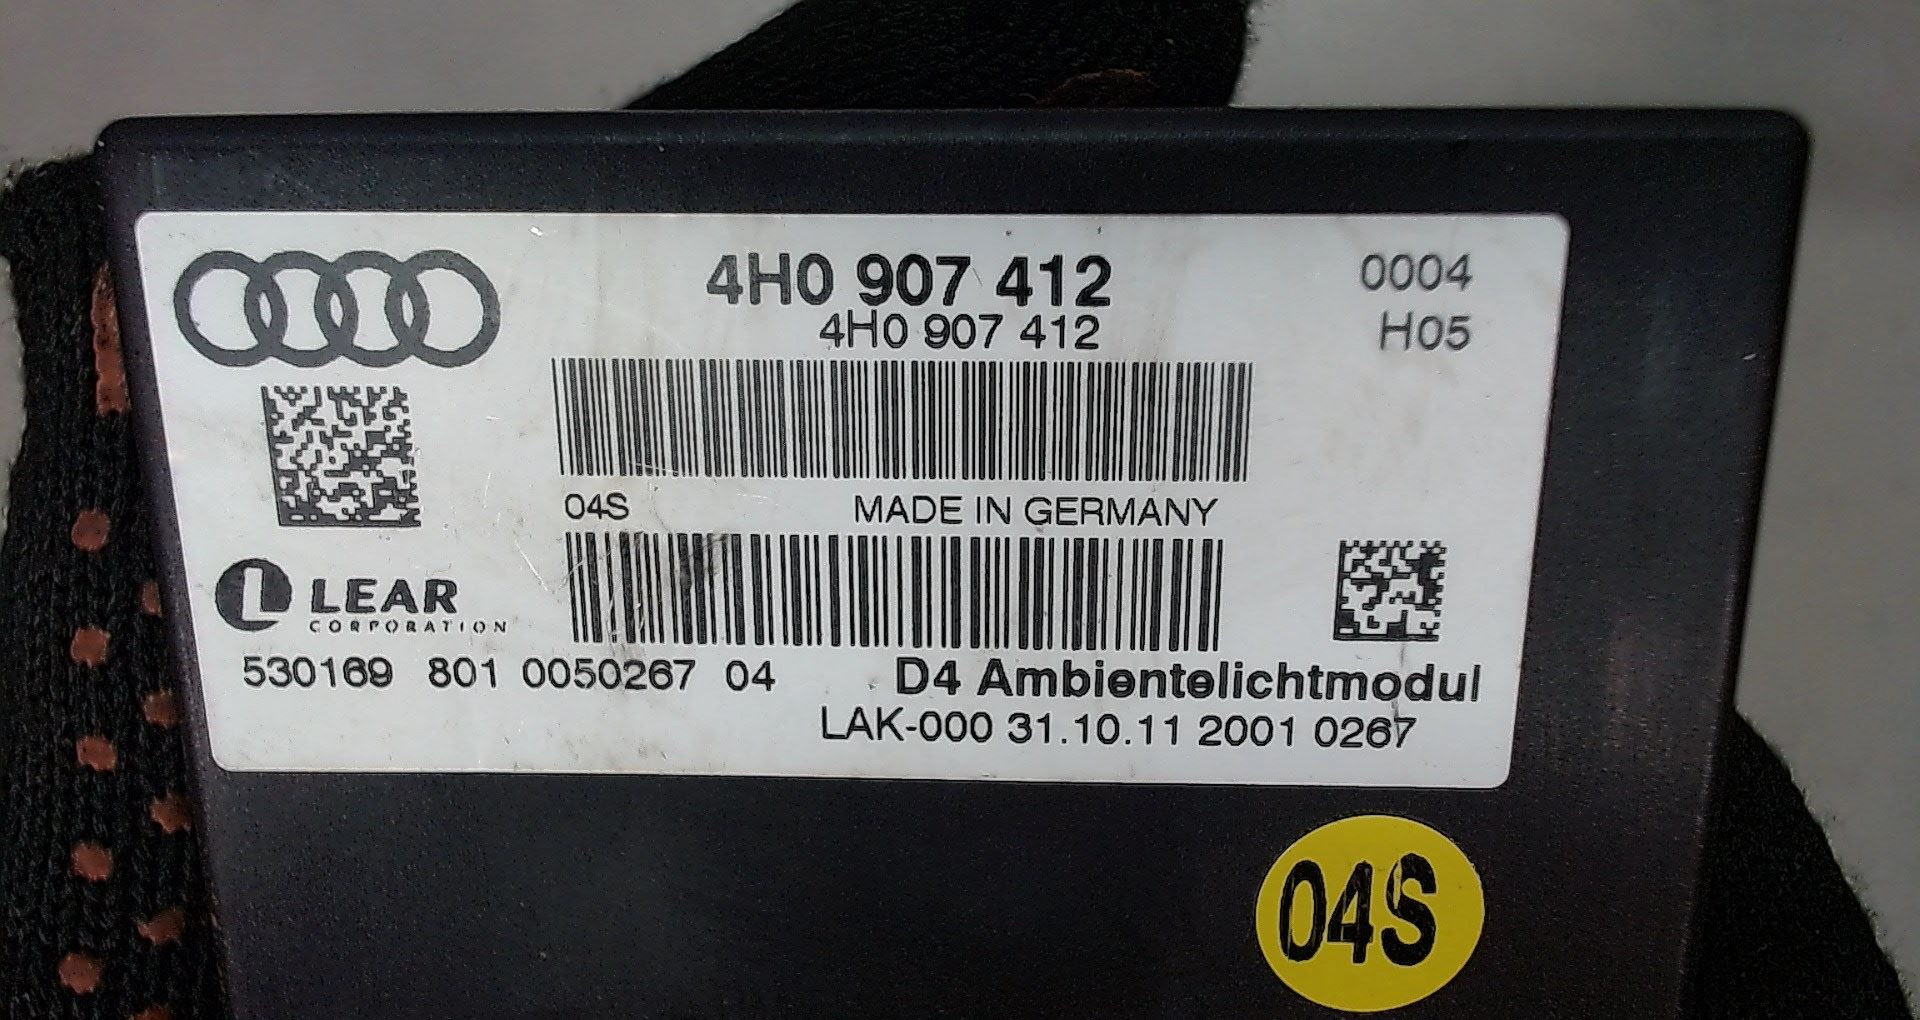 4H0 907 412
0004
4H0 907 412
H05
04S
MADE IN GERMANY
L
LEAR
CORPORATION
530169 801 0050267 04
D4 Ambientelichtmodul
LAK-000 31.10.11 2001 0267
04S